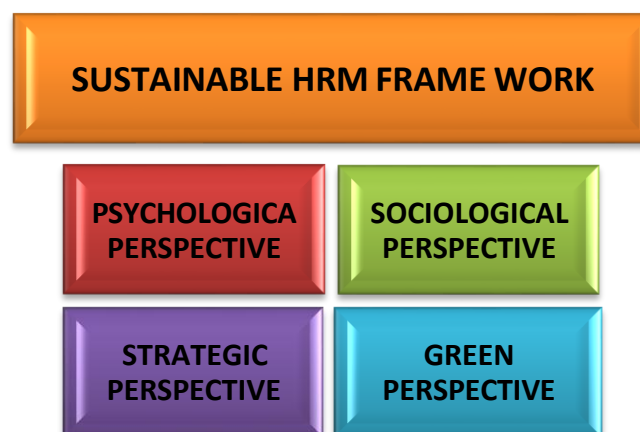 SUSTAINABLE HRM FRAME WORK
PSYCHOLOGICA
PERSPECTIVE
SOCIOLOGICAL
PERSPECTIVE
STRATEGIC
PERSPECTIVE
GREEN
PERSPECTIVE